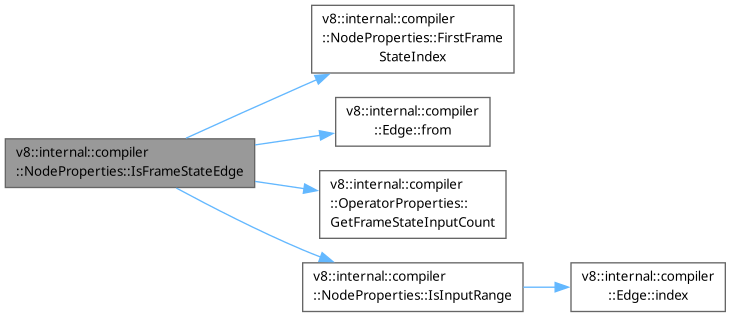 v8::internal::compiler
::NodeProperties::FirstFrame
StateIndex
v8::internal::compiler
::Edge::from
v8::internal::compiler
::NodeProperties::IsFrameStateEdge
v8::internal::compiler
::OperatorProperties::
GetFrameStateInputCount
v8::internal::compiler
::NodeProperties::IsInputRange
v8::internal::compiler
::Edge::index